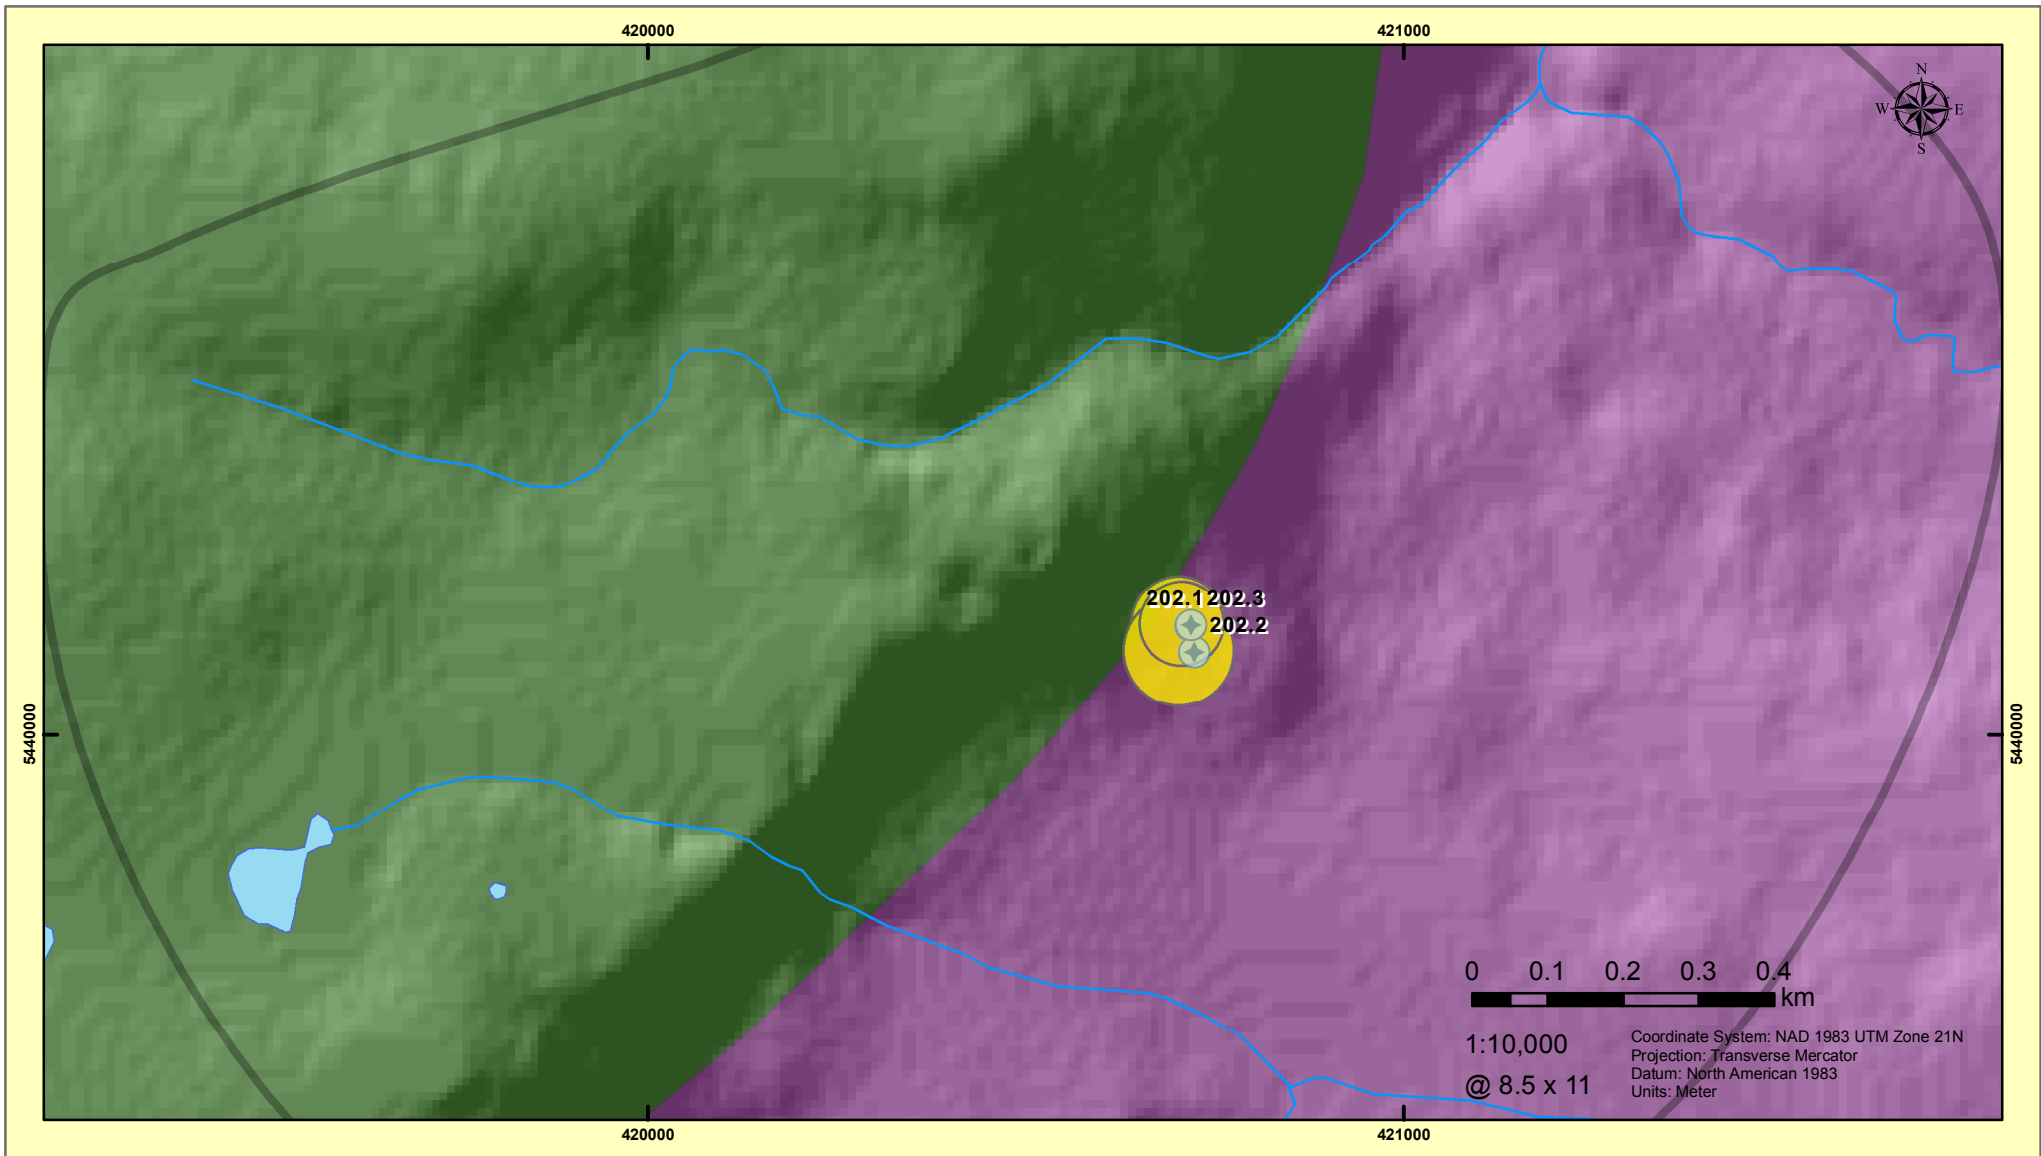 420000 421000
N
W E
S
202.1 202.3
202.2
5440000 5440000
0 0.1 0.2 0.3 0.4
km
1:10,000
@ 8.5 x 11
Coordinate System: NAD 1983 UTM Zone 21N
Projection: Transverse Mercator
Datum: North American 1983
Units: Meter
420000 421000